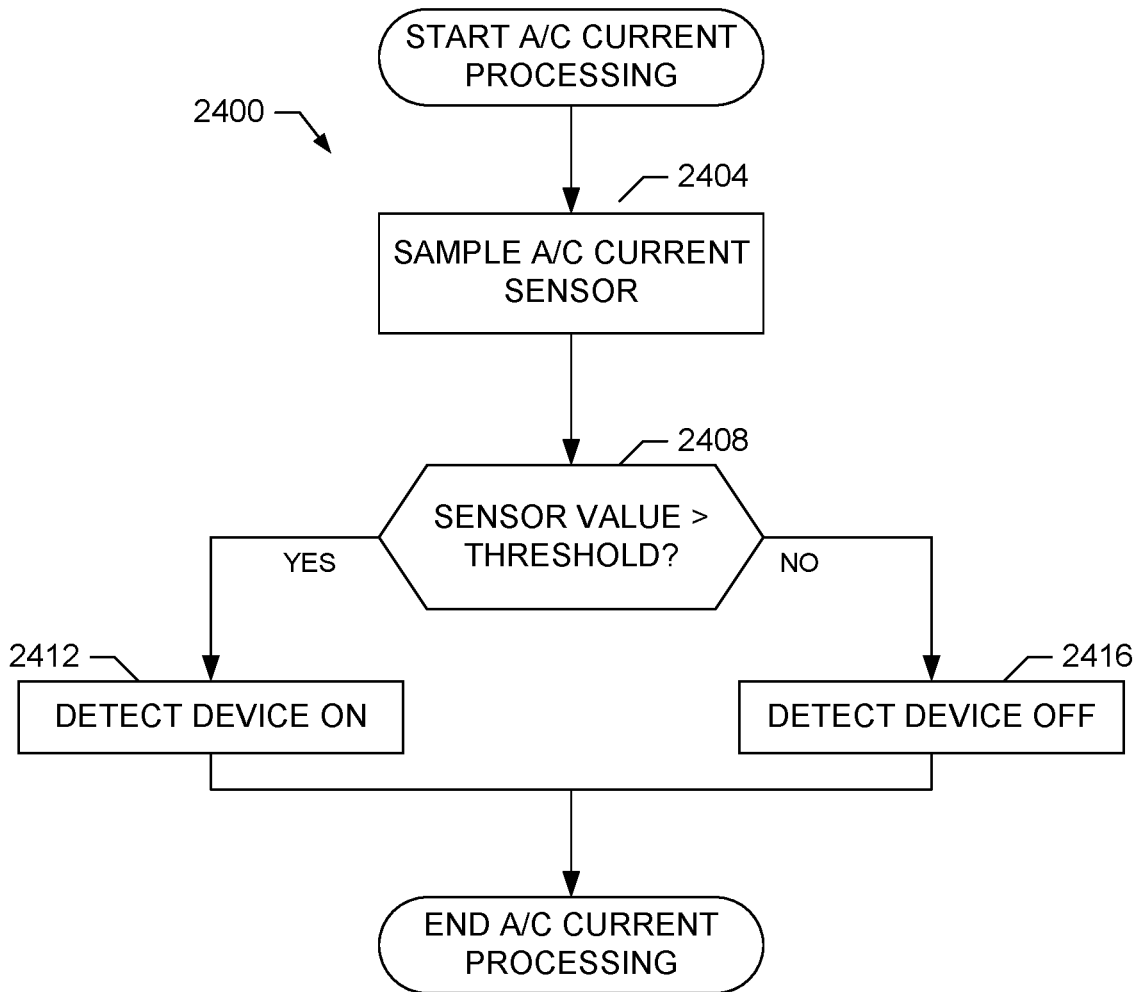 START A/C CURRENT
PROCESSING
2400
2404
SAMPLE A/C CURRENT
SENSOR
2408
SENSOR VALUE >
THRESHOLD?
YES
NO
2412
2416
DETECT DEVICE ON
DETECT DEVICE OFF
END A/C CURRENT
PROCESSING